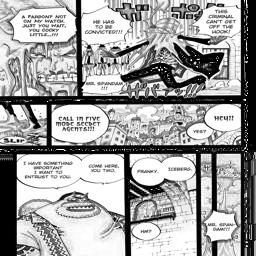 A PARDON? NOT
ON MY WATCH.
JUST YOU WAIT,
YOU COCKY
LITTLE...!!!
HE HAS
TO BE
CONVICTED!!!
THIS
CRIMINAL
CAN'T GET
OFF THE
HOOK!
MR. SPANDAM!!!
SLIP
CALL IN FIVE
MORE SECRET
AGENTS!!!
YES?
HEY!!
I HAVE SOMETHING
IMPORTANT
I WANT TO
ENTRUST TO YOU.
COME HERE,
YOU TWO.
FRANKY.
ICEBERG.
HM?
MR. SPAN-
DAM!!!